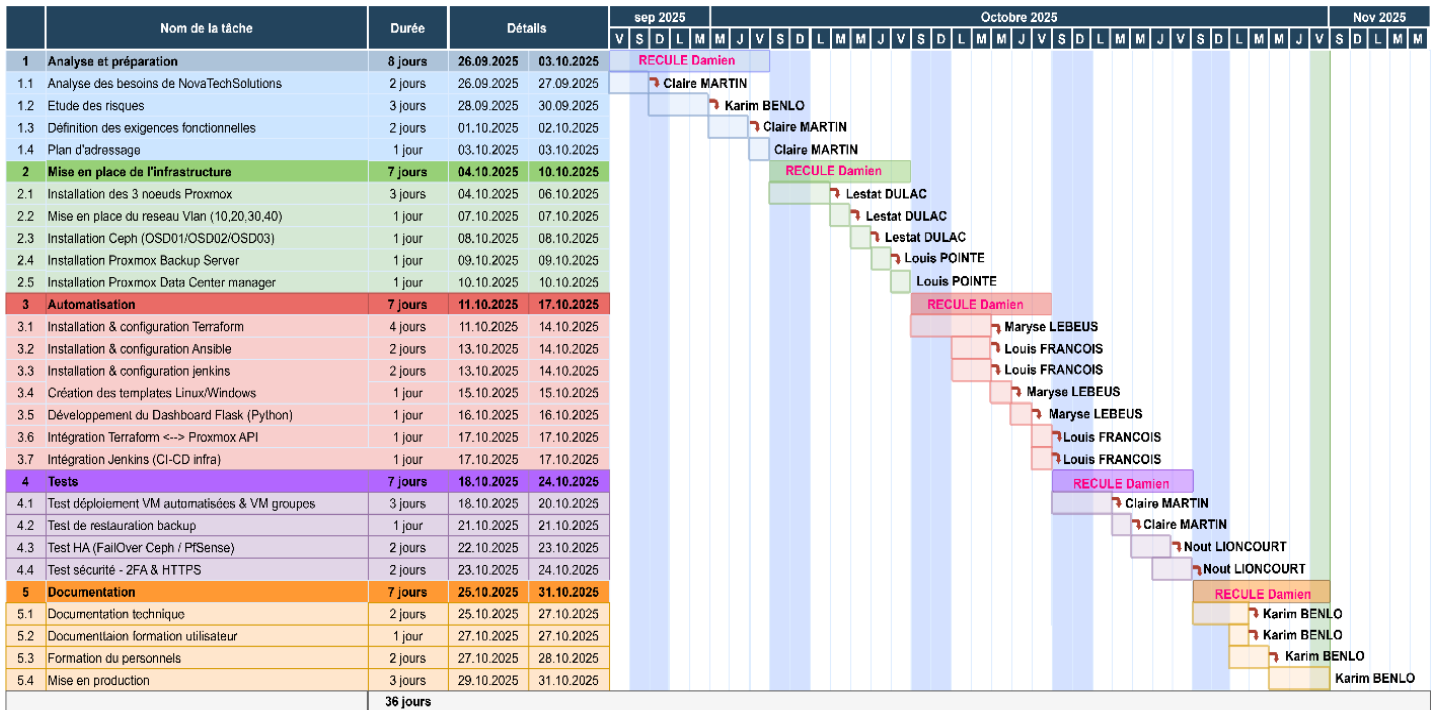 sep 2025 Octobre 2025 Nov 2025
Nom de la tâche Durée Détails
V S D L M M J V S D L M M J V S D L M M J V S D L M M J V S D L M M J V S D L M M
1 Analyse et préparation 8 jours 26.09.2025 03.10.2025 RECULE Damien
1.1 Analyse des besoins de NovaTechSolutions 2 jours 26.09.2025 27.09.2025 Claire MARTIN
1.2 Etude des risques 3 jours 28.09.2025 30.09.2025 Karim BENLO
1.3 Définition des exigences fonctionnelles 2 jours 01.10.2025 02.10.2025 Claire MARTIN
1.4 Plan d'adressage 1 jour 03.10.2025 03.10.2025 Claire MARTIN
2 Mise en place de l'infrastructure 7 jours 04.10.2025 10.10.2025 RECULE Damien
2.1 Installation des 3 noeuds Proxmox 3 jours 04.10.2025 06.10.2025 Lestat DULAC
2.2 Mise en place du reseau Vlan (10,20,30,40) 1 jour 07.10.2025 07.10.2025 Lestat DULAC
2.3 Installation Ceph (OSD01/OSD02/OSD03) 1 jour 08.10.2025 08.10.2025 Lestat DULAC
2.4 Installation Proxmox Backup Server 1 jour 09.10.2025 09.10.2025 Louis POINTE
2.5 Installation Proxmox Data Center manager 1 jour 10.10.2025 10.10.2025 Louis POINTE
3 Automatisation 7 jours 11.10.2025 17.10.2025 RECULE Damien
3.1 Installation & configuration Terraform 4 jours 11.10.2025 14.10.2025 Maryse LEBEUS
3.2 Installation & configuration Ansible 2 jours 13.10.2025 14.10.2025 Louis FRANCOIS
3.3 Installation & configuration jenkins 2 jours 13.10.2025 14.10.2025 Louis FRANCOIS
3.4 Création des templates Linux/Windows 1 jour 15.10.2025 15.10.2025 Maryse LEBEUS
3.5 Développement du Dashboard Flask (Python) 1 jour 16.10.2025 16.10.2025 Maryse LEBEUS
3.6 Intégration Terraform <--> Proxmox API 1 jour 17.10.2025 17.10.2025 Louis FRANCOIS
3.7 Intégration Jenkins (CI-CD infra) 1 jour 17.10.2025 17.10.2025 Louis FRANCOIS
4 Tests 7 jours 18.10.2025 24.10.2025 RECULE Damien
4.1 Test déploiement VM automatisées & VM groupes 3 jours 18.10.2025 20.10.2025 Claire MARTIN
4.2 Test de restauration backup 1 jour 21.10.2025 21.10.2025 Claire MARTIN
4.3 Test HA (FailOver Ceph / PfSense) 2 jours 22.10.2025 23.10.2025 Nout LIONCOURT
4.4 Test sécurité - 2FA & HTTPS 2 jours 23.10.2025 24.10.2025 Nout LIONCOURT
5 Documentation 7 jours 25.10.2025 31.10.2025 RECULE Damien
5.1 Documentation technique 2 jours 25.10.2025 27.10.2025 Karim BENLO
5.2 Documentlaion formation utilisateur 1 jour 27.10.2025 27.10.2025 Karim BENLO
5.3 Formation du personnels 2 jours 27.10.2025 28.10.2025 Karim BENLO
5.4 Mise en production 3 jours 29.10.2025 31.10.2025 Karim BENLO
36 jours